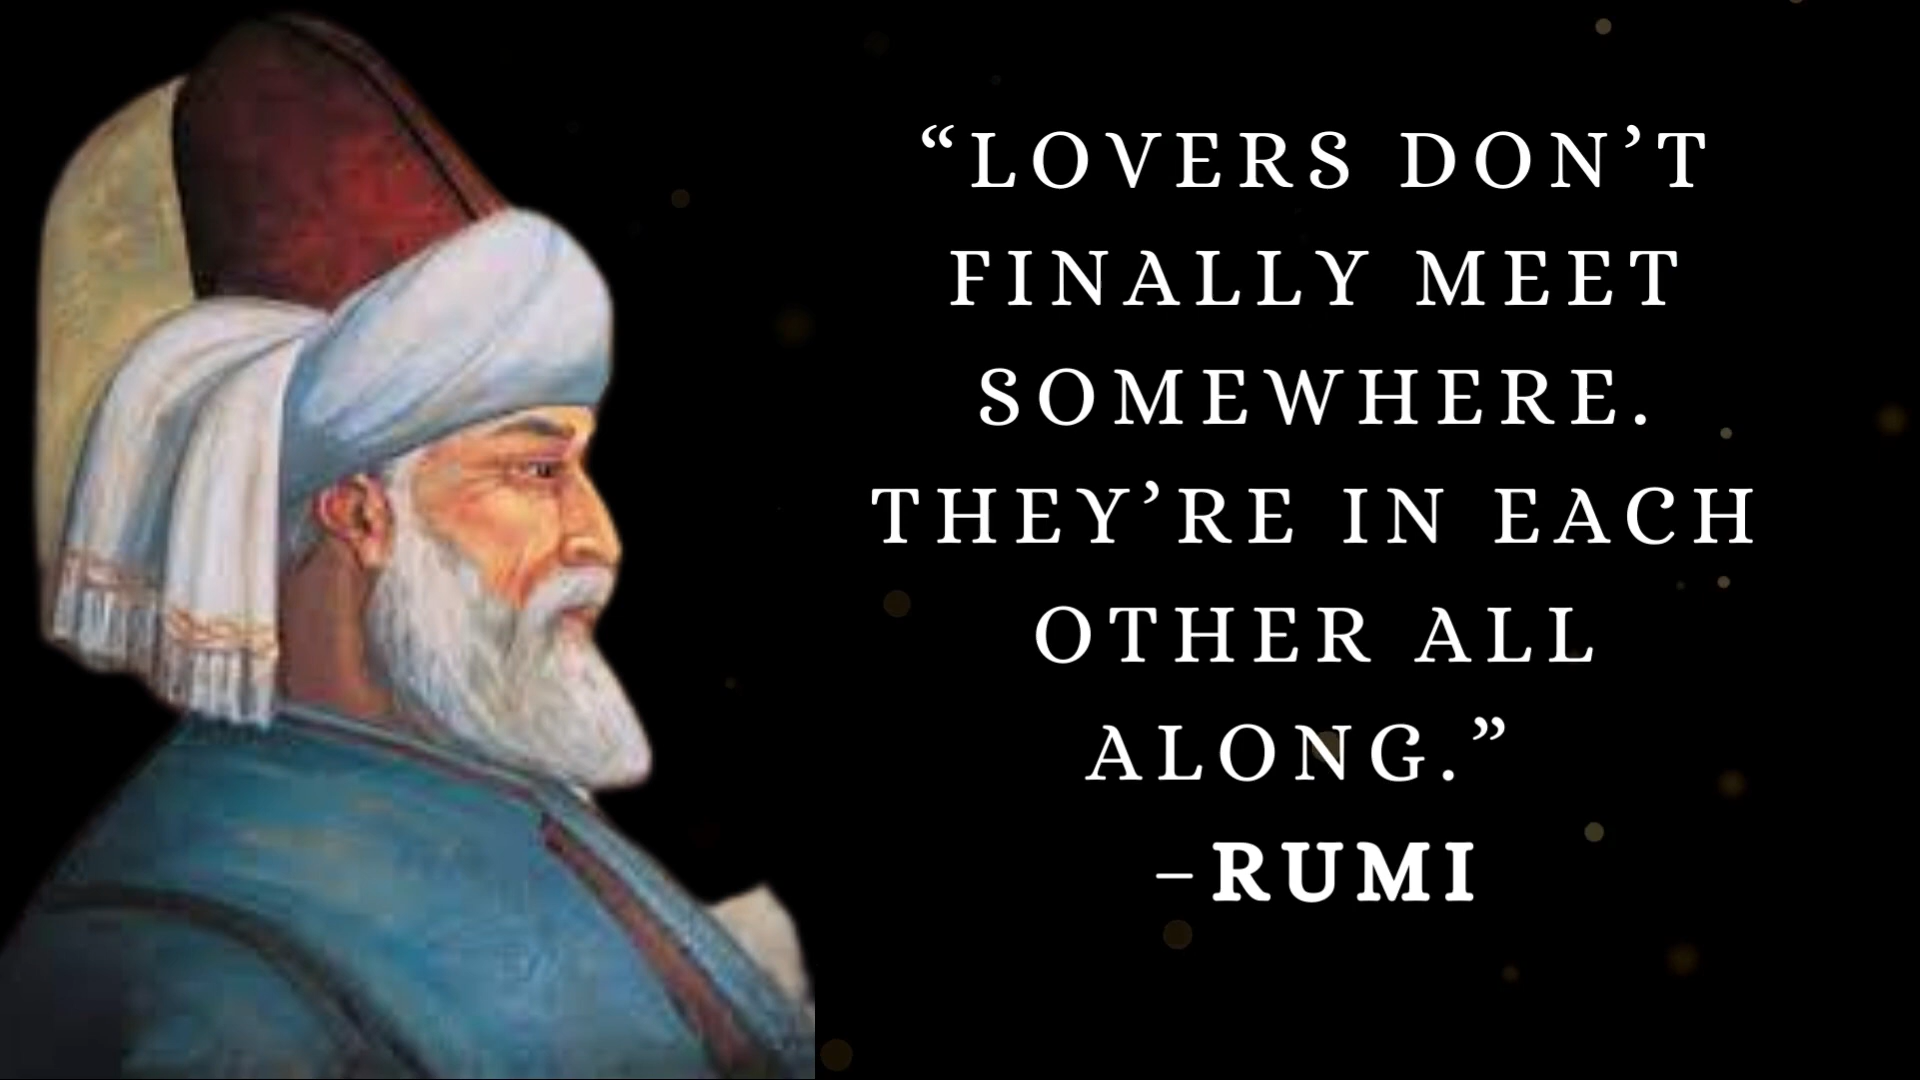 “LOVERS DON’T
FINALLY MEET
SOMEWHERE.
THEY’RE IN EACH
OTHER ALL
ALONG.”
–RUMI